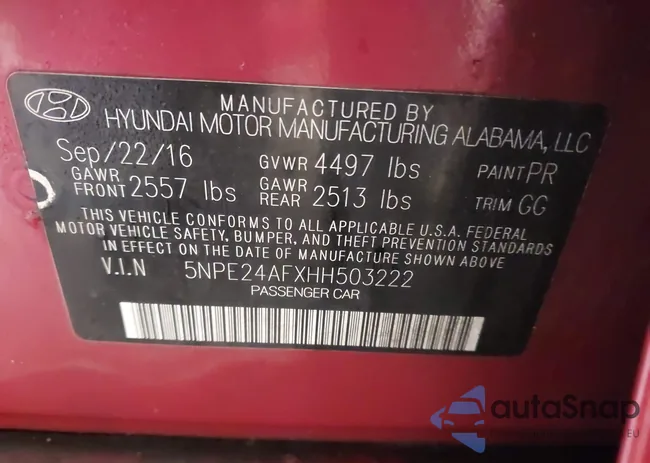 MANUFACTURED BY
HYUNDAI MOTOR MANUFACTURING ALABAMA, LLC
Sep/22/16 GVWR 4497 lbs PAINT PR
GAWR FRONT 2557 lbs GAWR REAR 2513 lbs TRIM GG
THIS VEHICLE CONFORMS TO ALL APPLICABLE U.S.A. FEDERAL
MOTOR VEHICLE SAFETY, BUMPER, AND THEFT PREVENTION STANDARDS
IN EFFECT ON THE DATE OF MANUFACTURE SHOWN ABOVE
V.I.N 5NPE24AFXHH503222
PASSENGER CAR
autaSnap